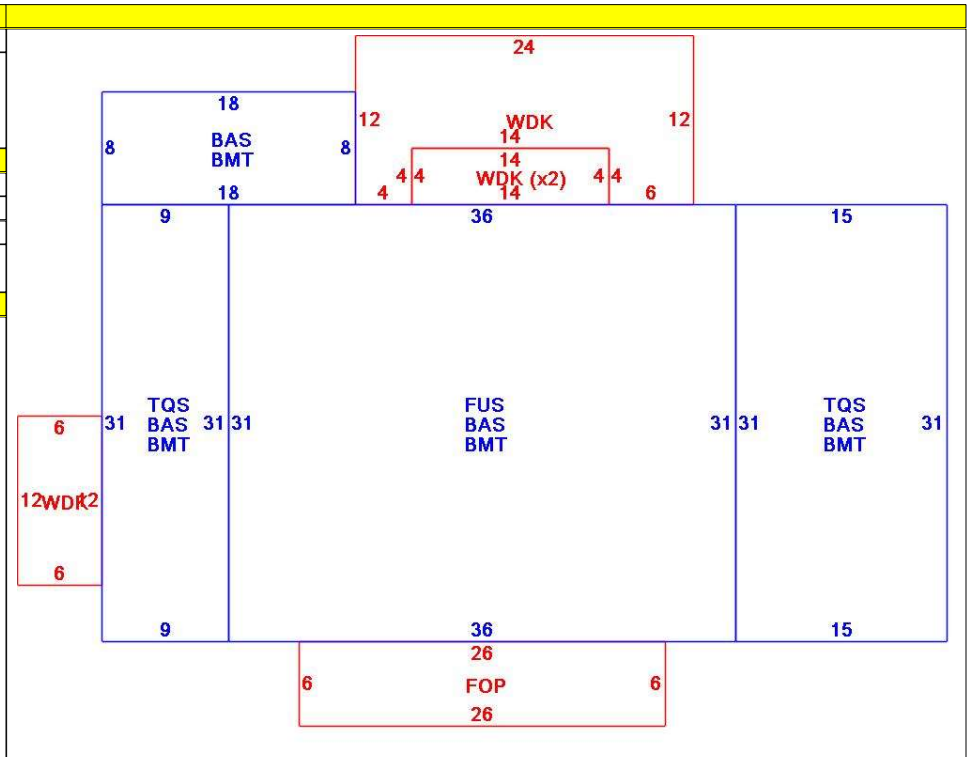 24
18
12 WDK 12
14
8 BAS 8
BMT
14
4 4 WDK (x2) 4 4
18 4 14 6
9 36 15
TQS FUS TQS
31 BAS 31 31 BAS 31 31 BAS 31
BMT BMT BMT
6
12 WDK 12
6
9 36 15
26
6 FOP 6
26